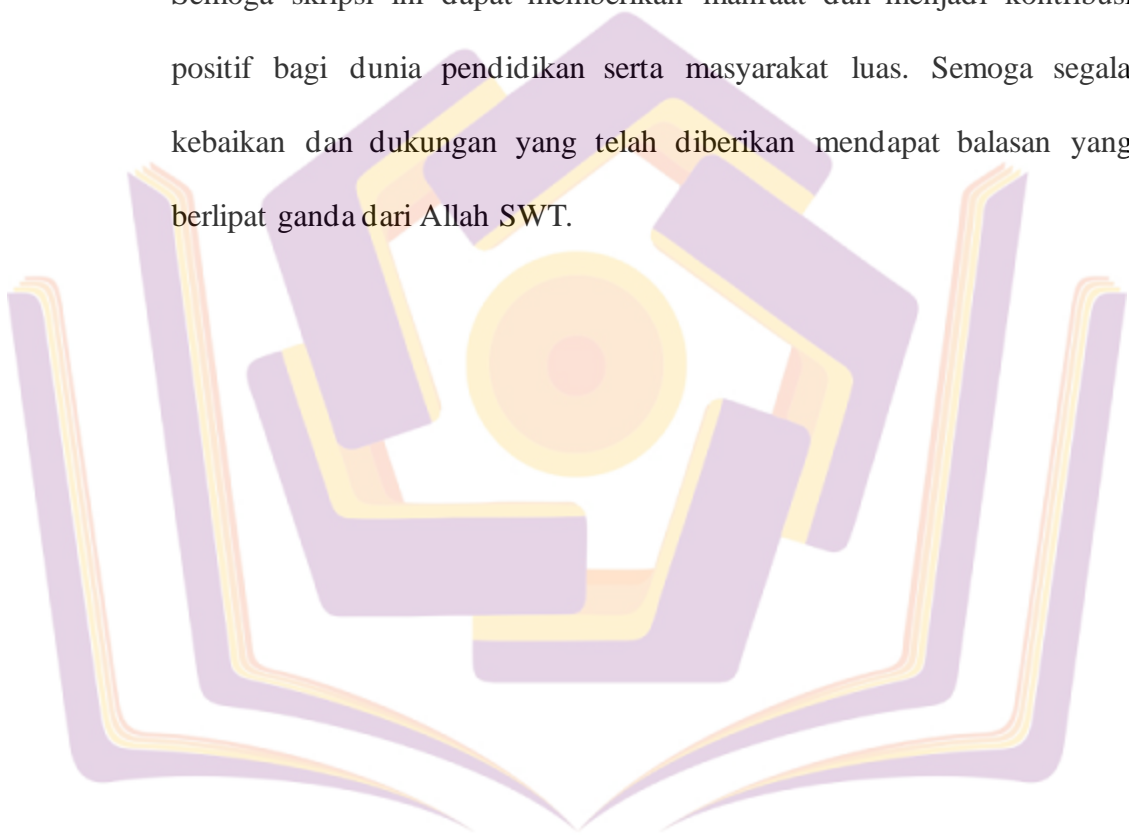 Semoga skripsi ini dapat memberikan manfaat dan menjadi kontribusi
positif bagi dunia pendidikan serta masyarakat luas. Semoga segala
kebaikan dan dukungan yang telah diberikan mendapat balasan yang
berlipat ganda dari Allah SWT.